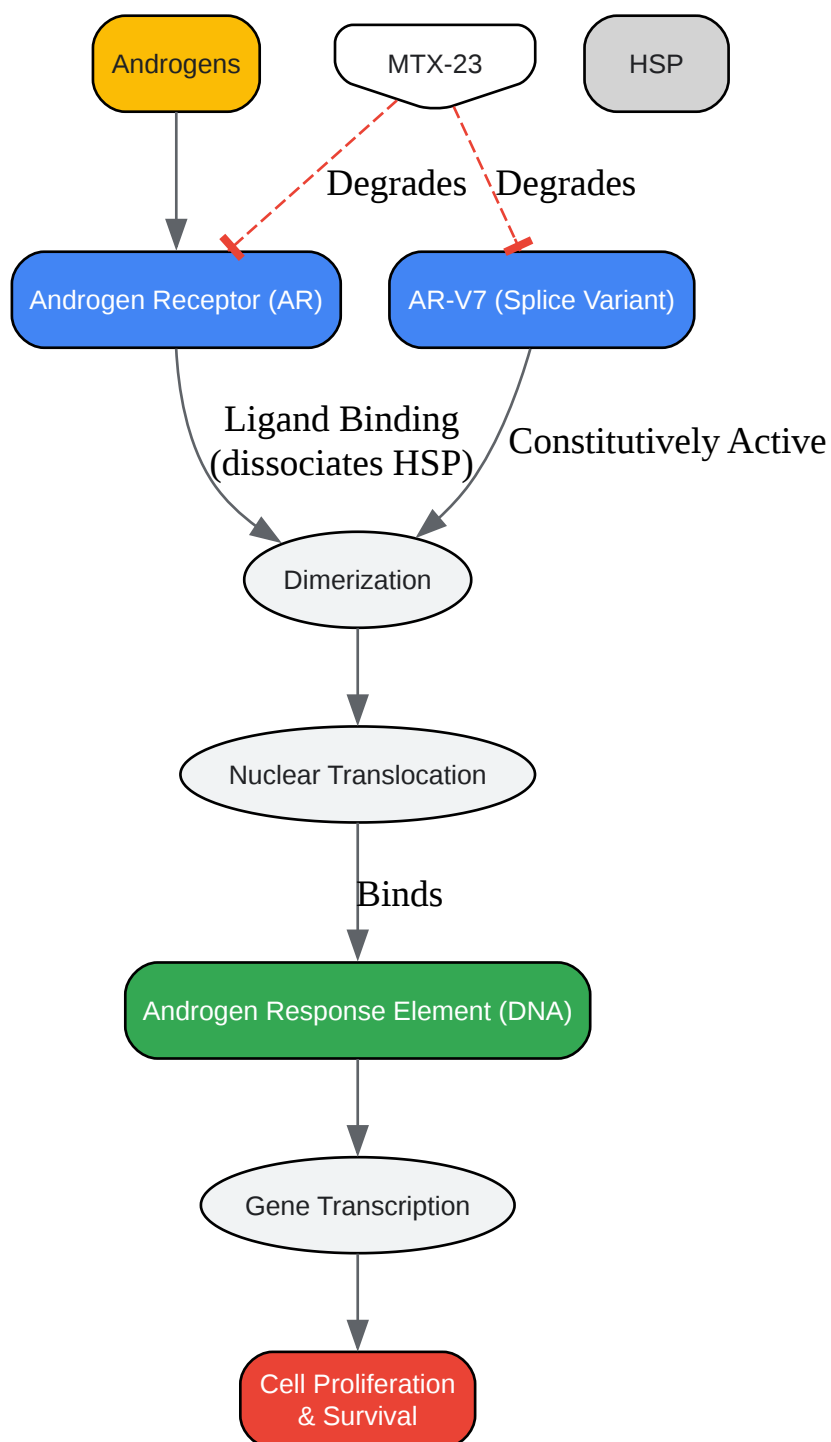 Androgens
MTX-23
HSP
Degrades
Degrades
Androgen Receptor (AR)
AR-V7 (Splice Variant)
Ligand Binding
(dissociates HSP)
Constitutively Active
Dimerization
Nuclear Translocation
Binds
Androgen Response Element (DNA)
Gene Transcription
Cell Proliferation
& Survival